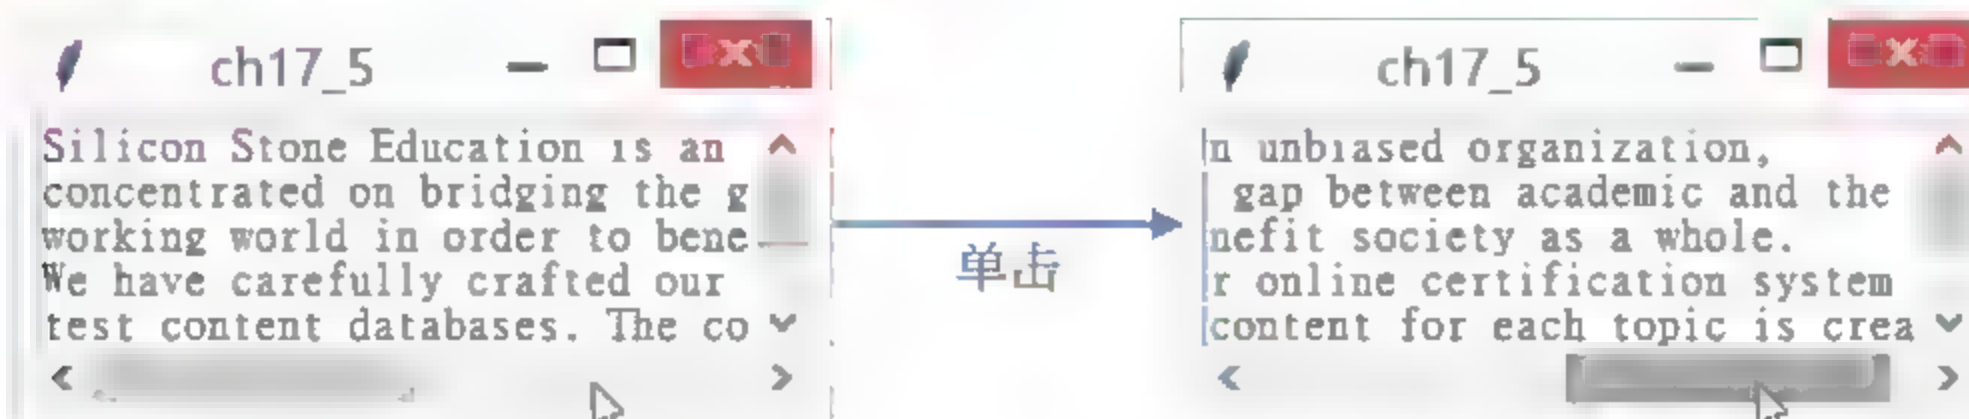 ch17_5
Silicon Stone Education is an
concentrated on bridging the g
working world in order to bene
We have carefully crafted our
test content databases. The co
单击
ch17_5
n unbiased organization,
gap between academic and the
nefit society as a whole.
r online certification system
content for each topic is crea